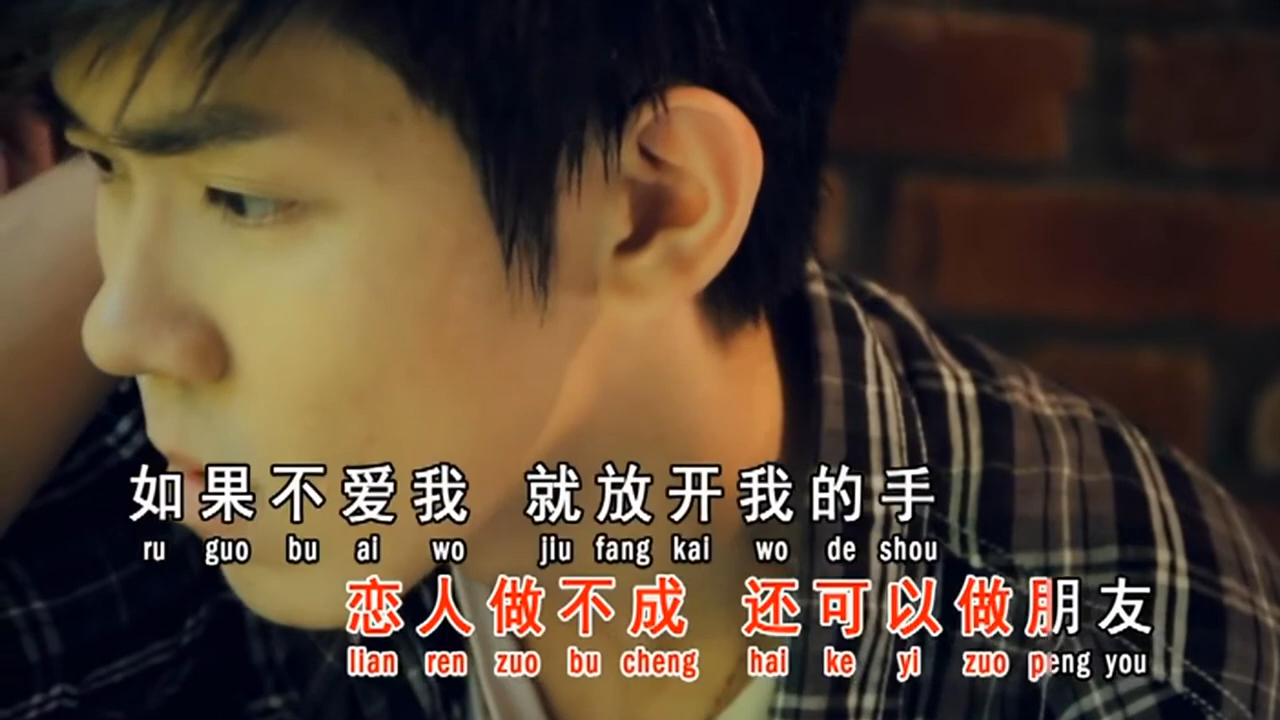 如果不爱我 就放开我的手
ru guo bu ai wo jiu fang kai wo de shou
恋人做不成 还可以做朋友
lian ren zuo bu cheng hai ke yi zuo peng you